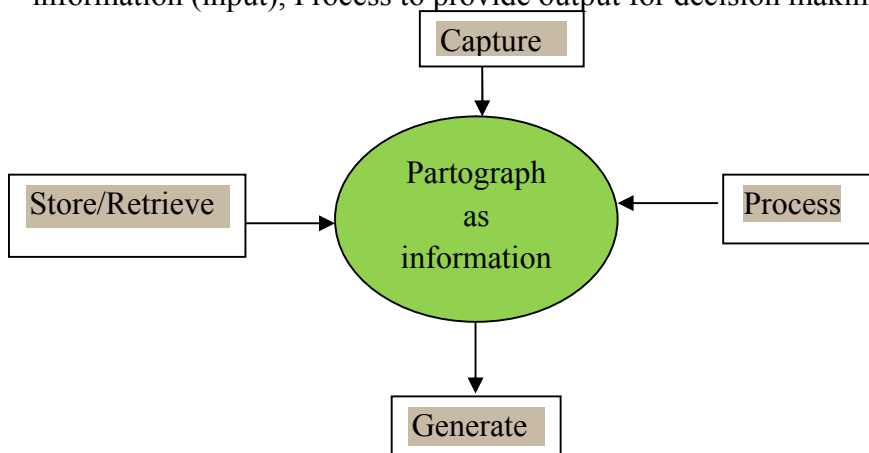 information (input), Process to provide output for decision
Capture
Partograph
as
information
Store/Retrieve
Process
Generate